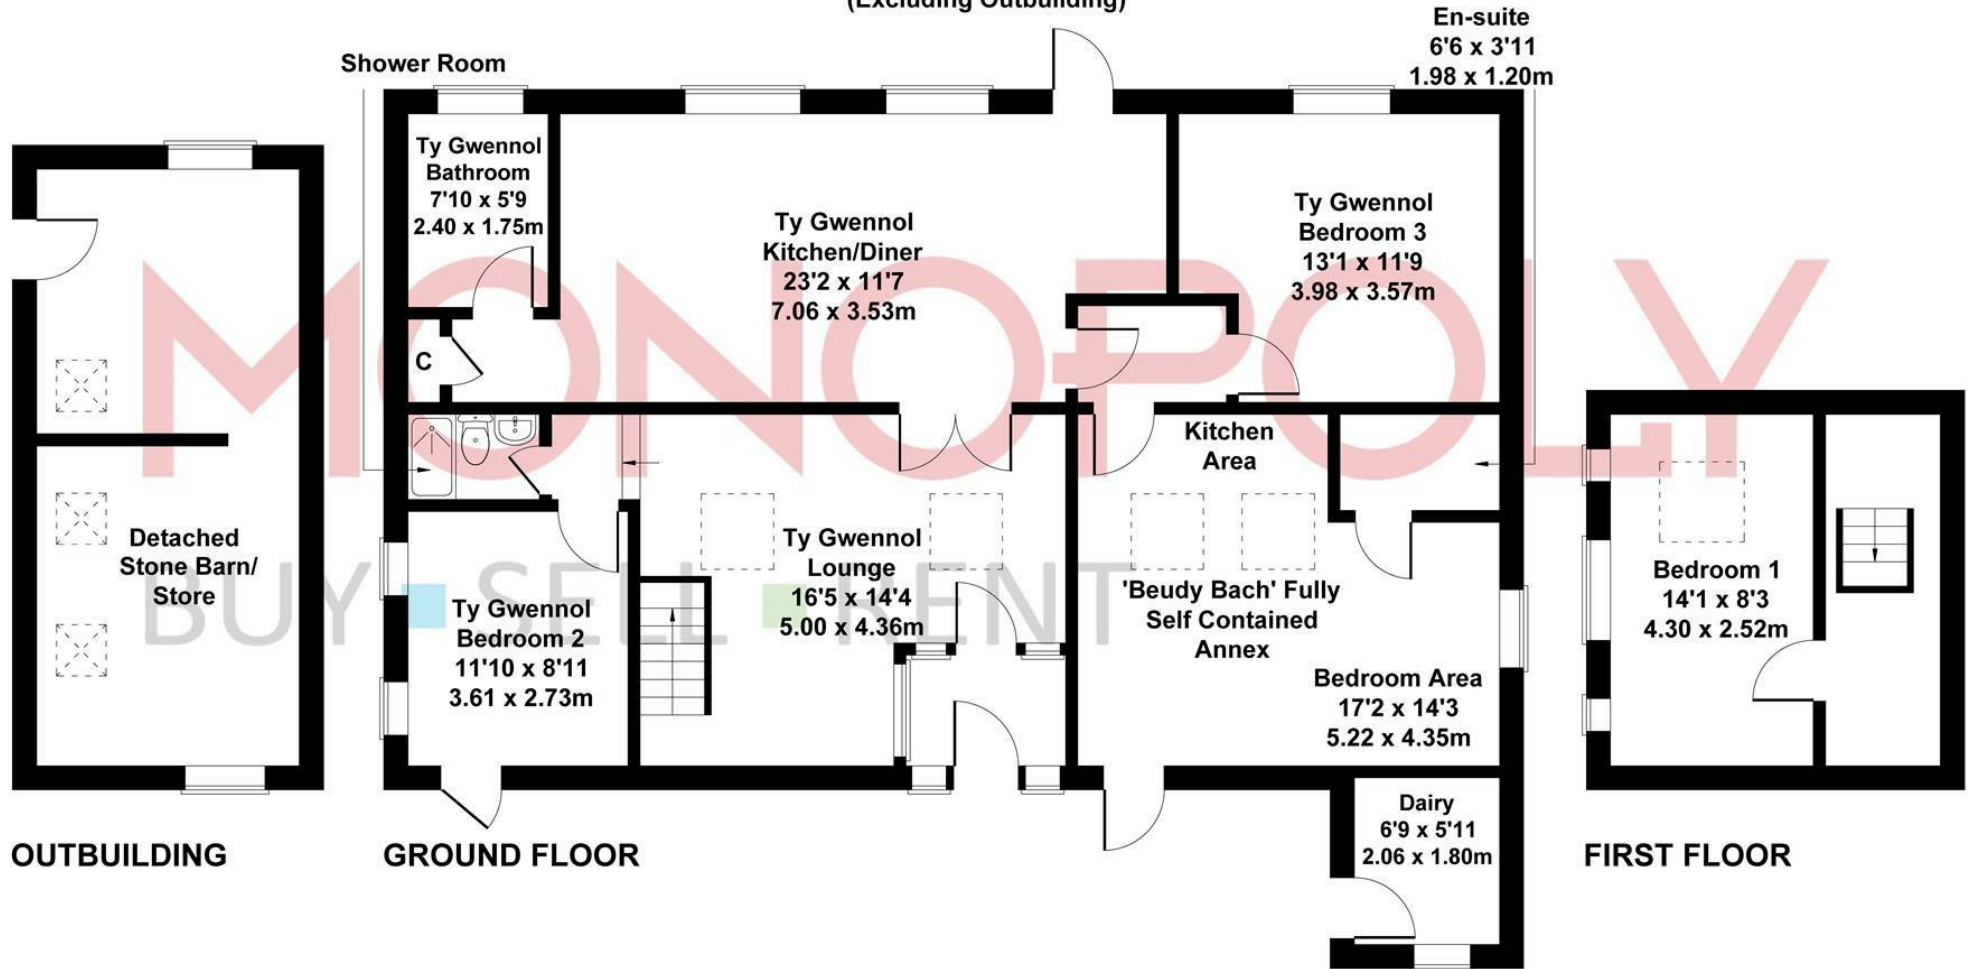 (Excluding Outbuilding)
En-suite
6'6 x 3'11
1.98 x 1.20m
Shower Room
Ty Gwennol
Bathroom
7'10 x 5'9
2.40 x 1.75m
Ty Gwennol
Kitchen/Diner
23'2 x 11'7
7.06 x 3.53m
Ty Gwennol
Bedroom 3
13'1 x 11'9
3.98 x 3.57m
MONOPOLY
BUY SELL RENT
C
Kitchen
Area
Detached
Stone Barn/
Store
Ty Gwennol
Bedroom 2
11'10 x 8'11
3.61 x 2.73m
Ty Gwennol
Lounge
16'5 x 14'4
5.00 x 4.36m
'Beudy Bach' Fully
Self Contained
Annex
Bedroom Area
17'2 x 14'3
5.22 x 4.35m
Bedroom 1
14'1 x 8'3
4.30 x 2.52m
Dairy
6'9 x 5'11
2.06 x 1.80m
OUTBUILDING
GROUND FLOOR
FIRST FLOOR